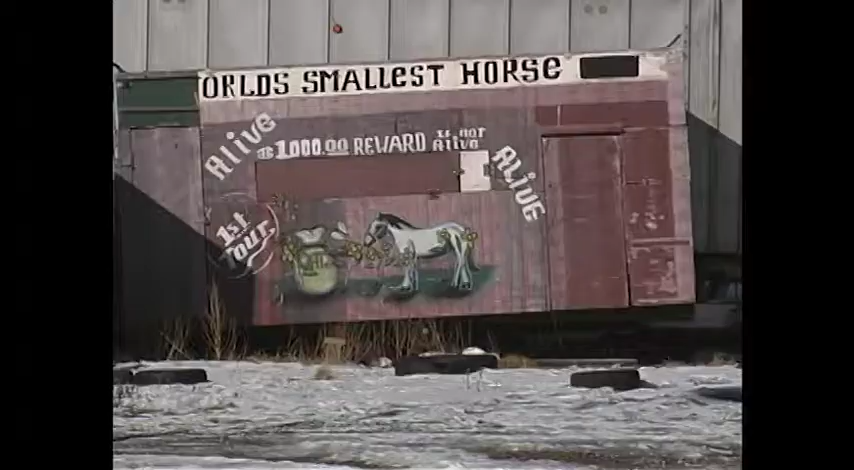 ORLDS SMALLEST HORSE
Alive
$1000.00 REWARD IF NOT
ALIVE
ALIVE
1st
TOUR